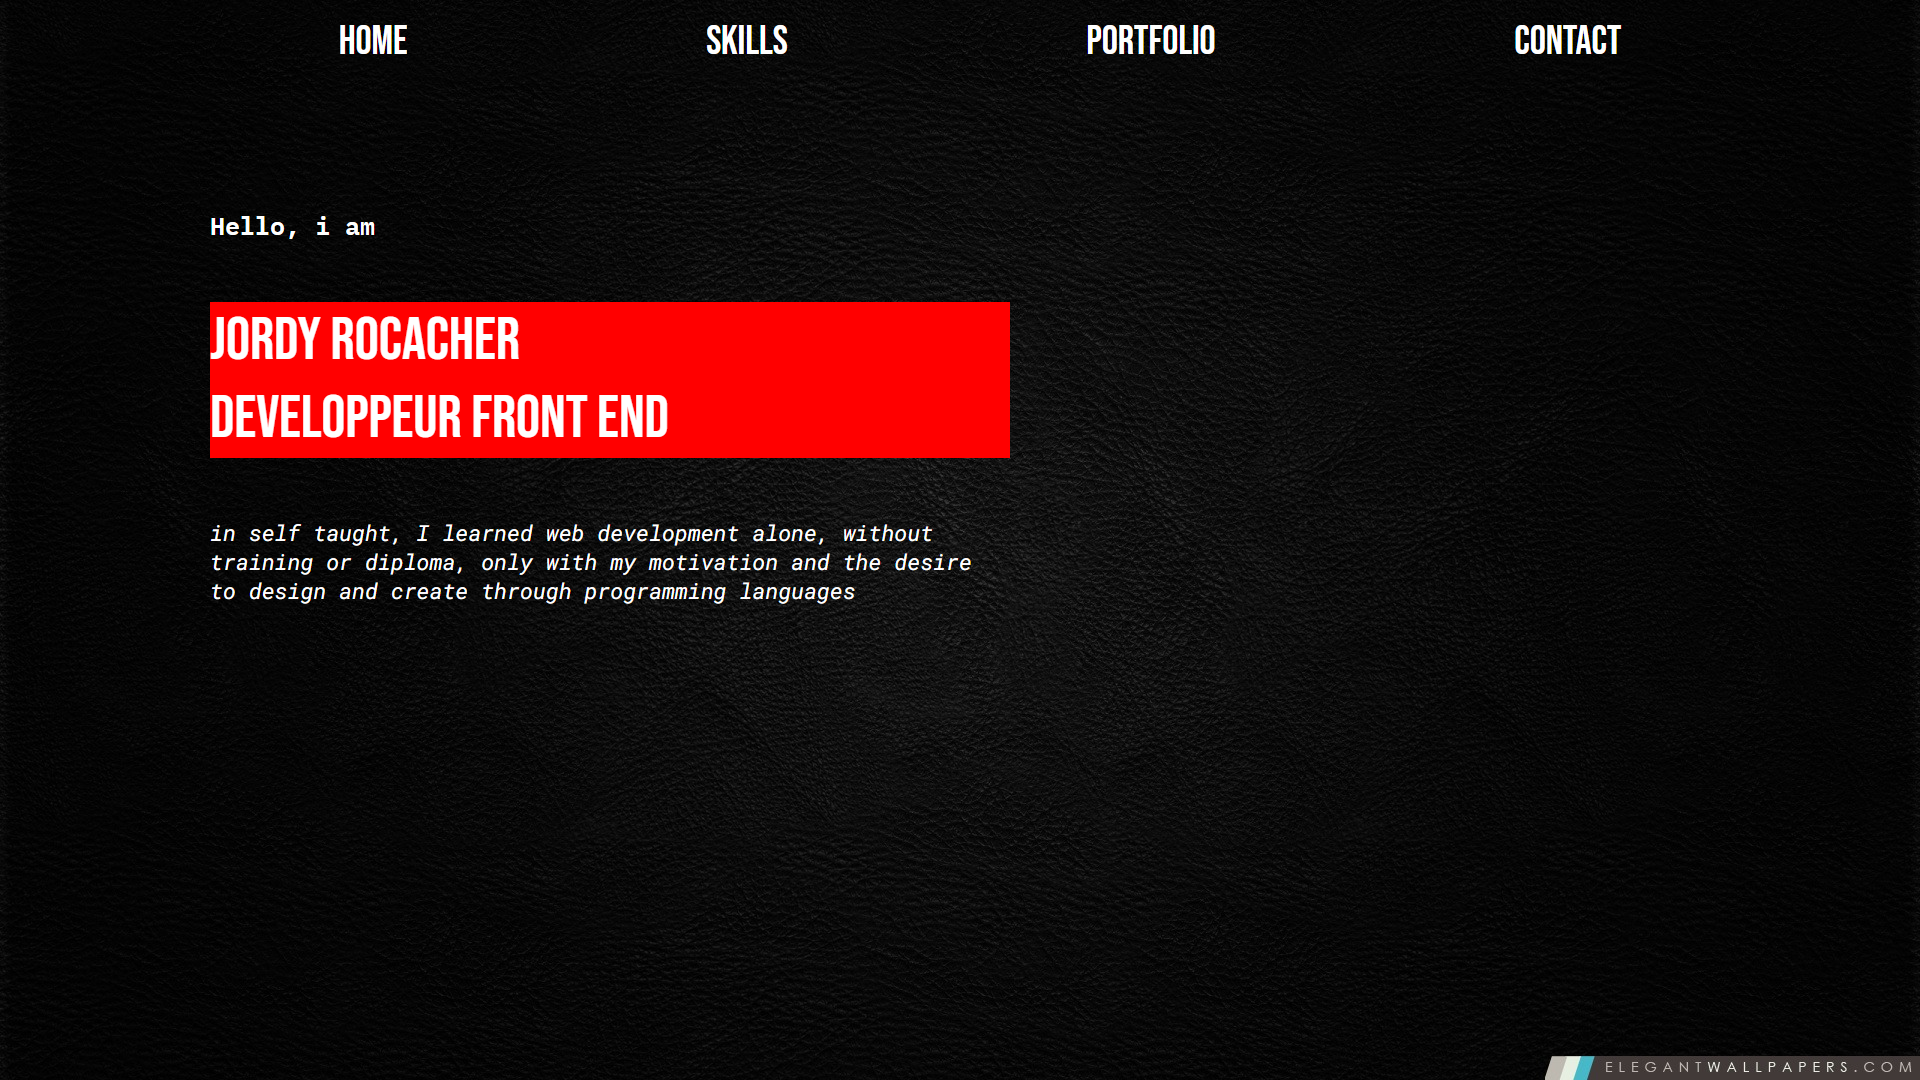 HOME SKILLS PORTFOLIO CONTACT
Hello, i am
JORDY ROCACHER
DEVELOPPEUR FRONT END
in self taught, I learned web development alone, without
training or diploma, only with my motivation and the desire
to design and create through programming languages
ELEGANTWALLPAPERS.COM